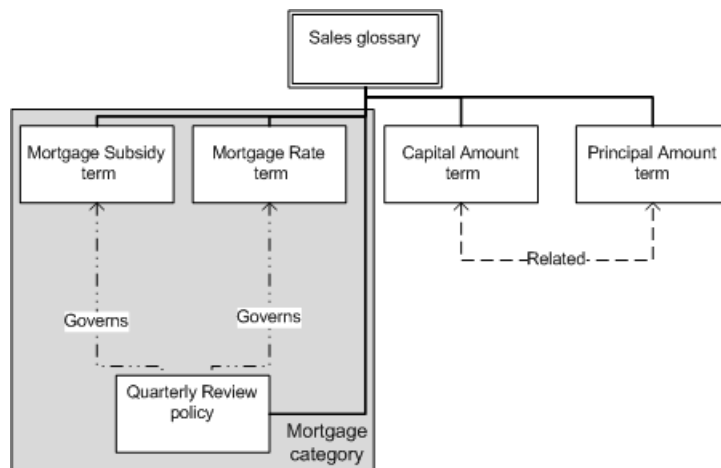 Sales glossary
Mortgage Subsidy
term
Mortgage Rate
term
Capital Amount
term
Principal Amount
term
Related
Governs
Governs
Quarterly Review
policy
Mortgage
category